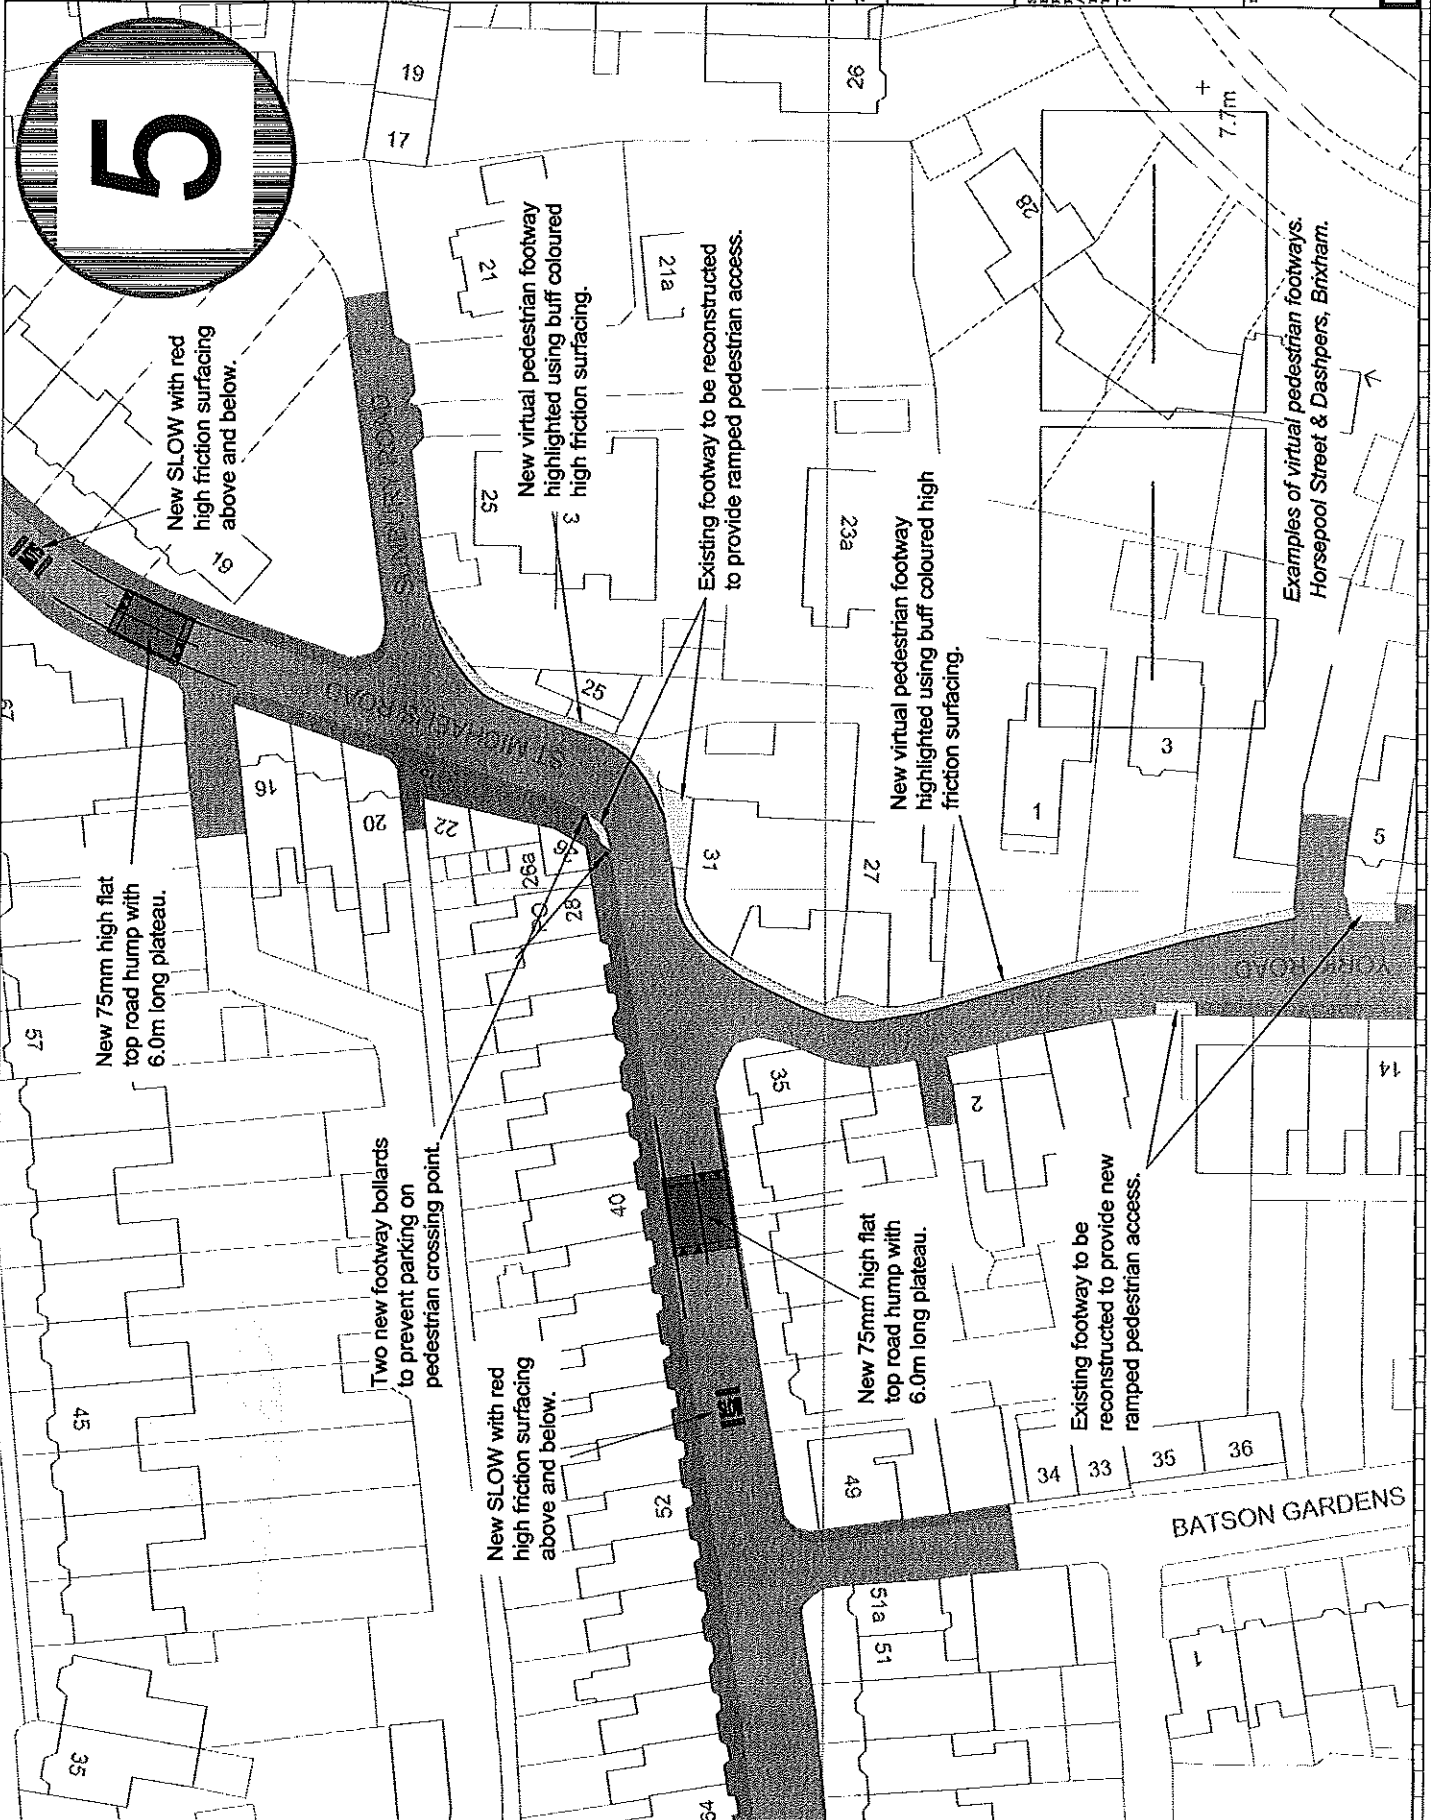 5
19
17
92
28
7.7m
New SLOW with red
high friction surfacing
above and below.
19
21
21a
New virtual pedestrian footway
highlighted using buff coloured
high friction surfacing.
Existing footway to be reconstructed
to provide ramped pedestrian access.
25
3
23a
25
ST MICHAEL'S ROAD
67
16
20
22
26a
28
31
27
New virtual pedestrian footway
highlighted using buff coloured high
friction surfacing.
Examples of virtual pedestrian footways.
Horsepool Street & Dashpers, Brixham.
1
3
5
YORK ROAD
New 75mm high flat
top road hump with
6.0m long plateau.
57
35
2
14
Two new footway bollards
to prevent parking on
pedestrian crossing point.
40
New 75mm high flat
top road hump with
6.0m long plateau.
Existing footway to be
reconstructed to provide new
ramped pedestrian access.
45
New SLOW with red
high friction surfacing
above and below.
52
49
34
33
35
36
BATSON GARDENS
51a
51
1
35
64